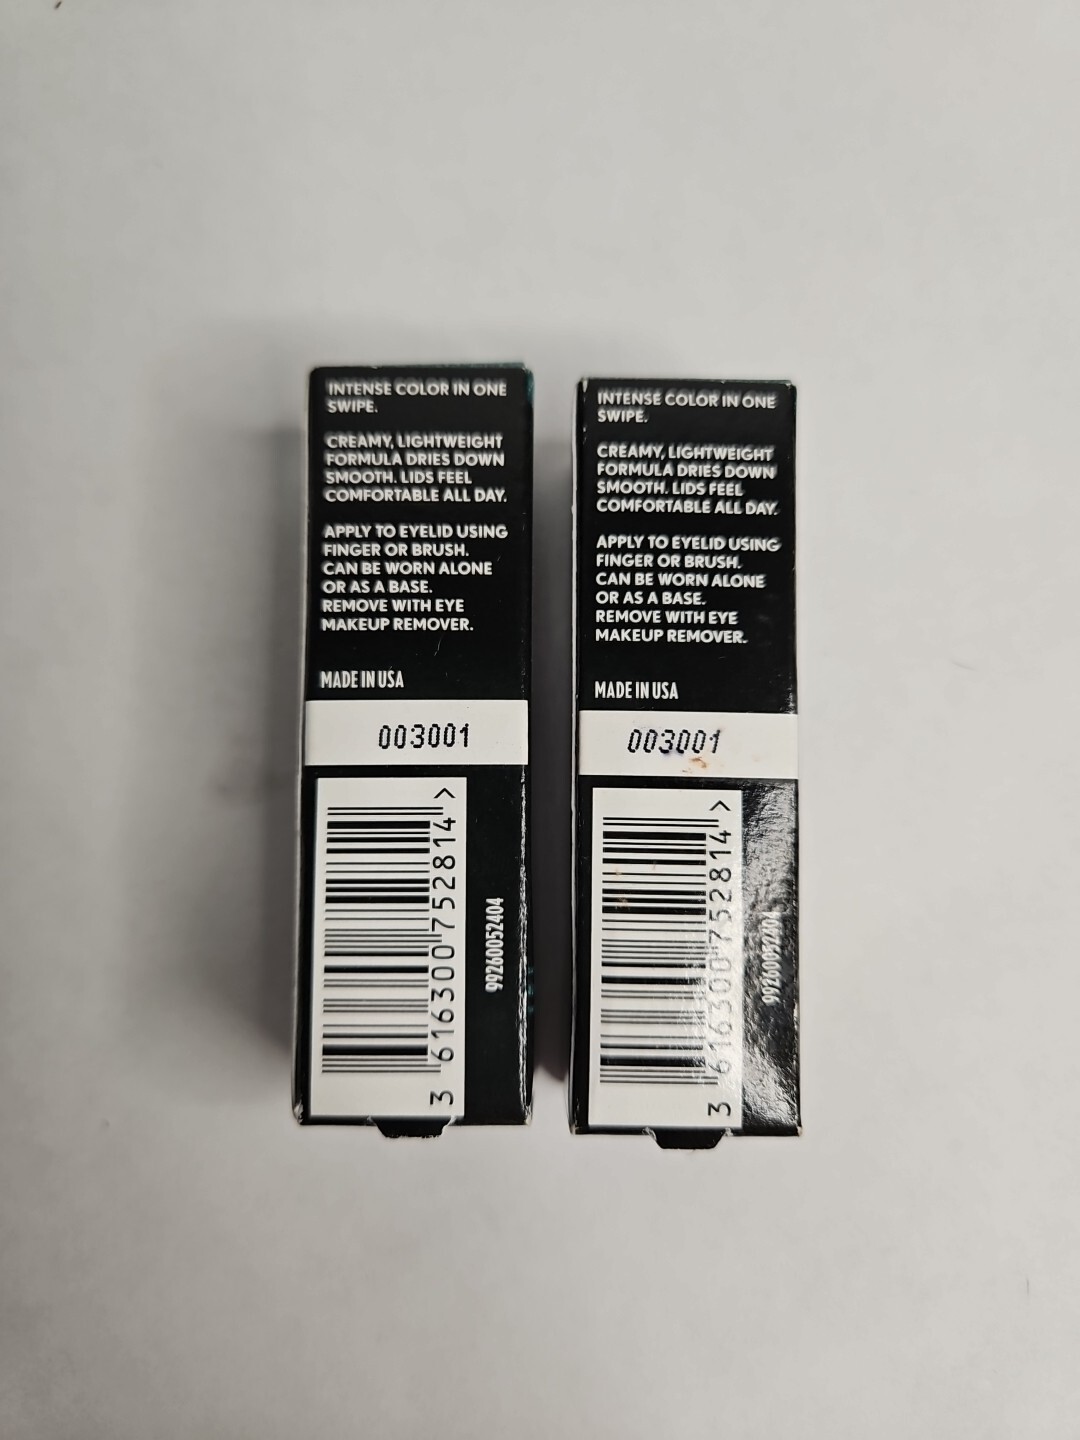 INTENSE COLOR IN ONE
SWIPE.
CREAMY, LIGHTWEIGHT
FORMULA DRIES DOWN
SMOOTH. LIDS FEEL
COMFORTABLE ALL DAY.
APPLY TO EYELID USING
FINGER OR BRUSH.
CAN BE WORN ALONE
OR AS A BASE.
REMOVE WITH EYE
MAKEUP REMOVER.
MADE IN USA
003001
3 616300 752814 >
99260052404
INTENSE COLOR IN ONE
SWIPE.
CREAMY, LIGHTWEIGHT
FORMULA DRIES DOWN
SMOOTH. LIDS FEEL
COMFORTABLE ALL DAY.
APPLY TO EYELID USING
FINGER OR BRUSH.
CAN BE WORN ALONE
OR AS A BASE.
REMOVE WITH EYE
MAKEUP REMOVER.
MADE IN USA
003001
3 616300 752814 >
99260052404